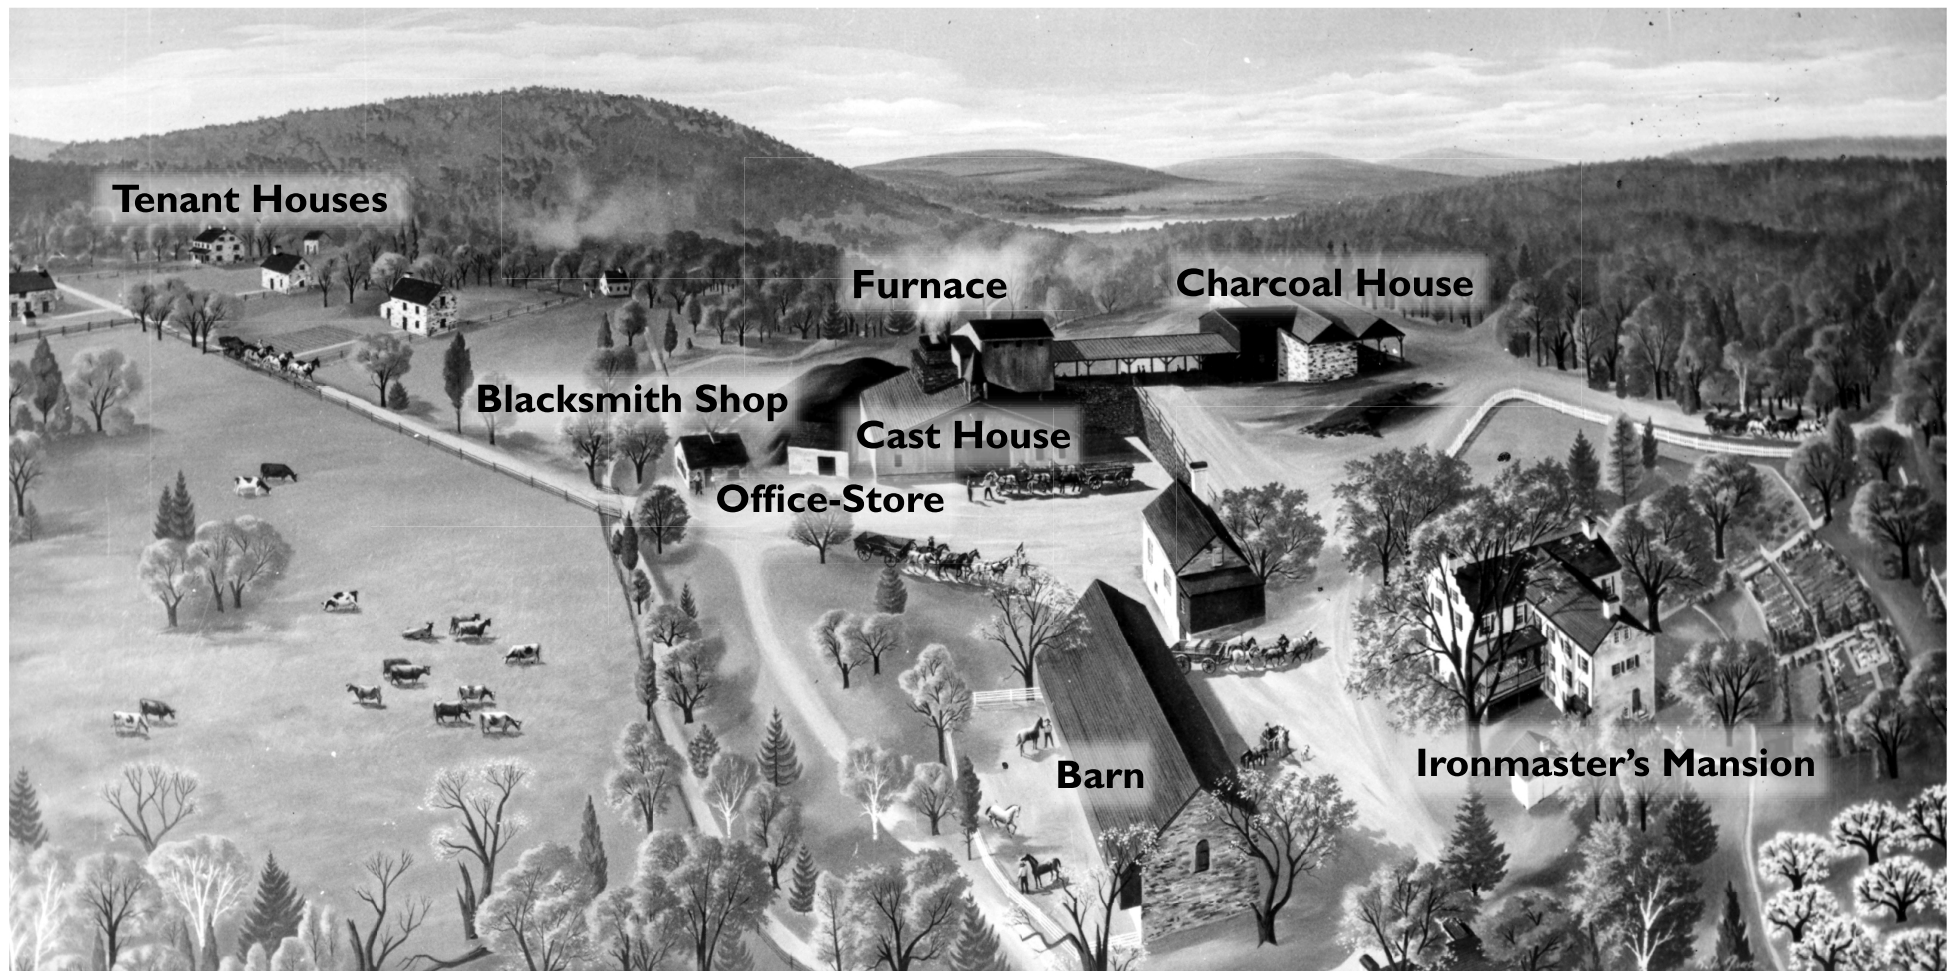 Tenant Houses
Furnace
Charcoal House
Blacksmith Shop
Cast House
Office-Store
Barn
Ironmaster's Mansion